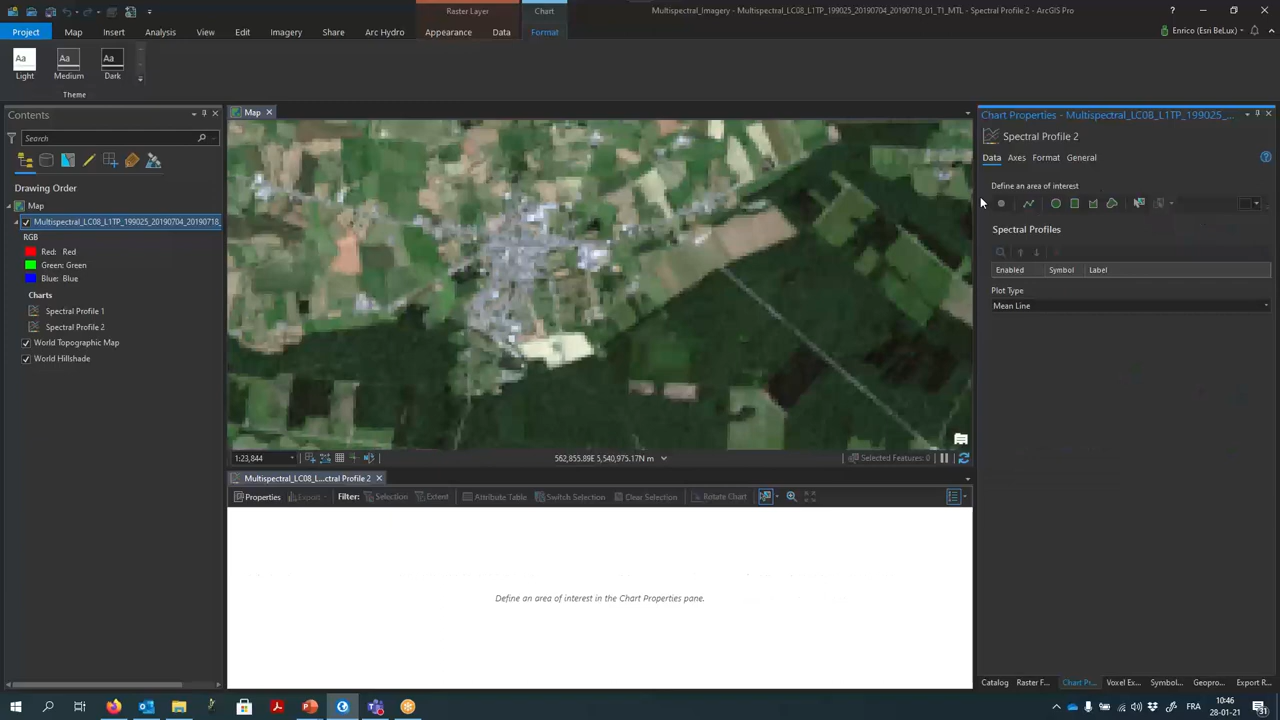 Raster Layer
Chart
Multispectral_Imagery - Multispectral_LC08_L1TP_199025_20190704_20190718_01_T1_MTL - Spectral Profile 2 - ArcGIS Pro
Project Map Insert Analysis View Edit Imagery Share Arc Hydro Appearance Data Format
Enrico (Esri BeLux)
Aa Aa Aa
Light Medium Dark
Theme
Contents
Search
Drawing Order
Map
Multispectral_LC08_L1TP_199025_20190704_20190718_
RGB
Red: Red
Green: Green
Blue: Blue
Charts
Spectral Profile 1
Spectral Profile 2
World Topographic Map
World Hillshade
Map
1:23,844
562,855.89E 5,540,975.17N m
Selected Features: 0
Multispectral_LC08_L...ctral Profile 2
Properties Export Filter: Selection Extent Attribute Table Switch Selection Clear Selection Rotate Chart
Define an area of interest in the Chart Properties pane.
Chart Properties - Multispectral_LC08_L1TP_199025_...
Spectral Profile 2
Data Axes Format General
Define an area of interest
Spectral Profiles
Enabled Symbol Label
Plot Type
Mean Line
Catalog Raster F... Chart Pr... Voxel Ex... Symbol... Geopro... Export R...
FRA
10:46
28-01-21